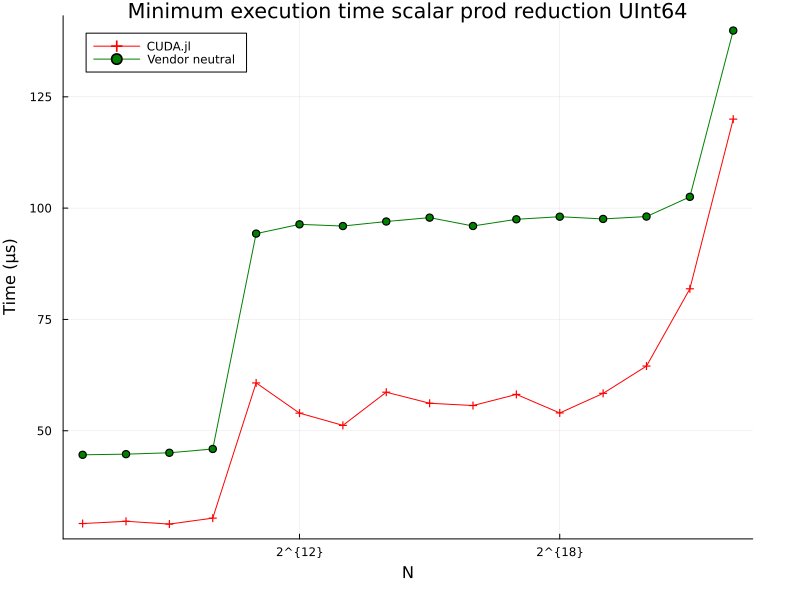 Minimum execution time scalar prod reduction UInt64
CUDA.jl
Vendor neutral
125
100
75
50
Time (μs)
2^{12}
2^{18}
N